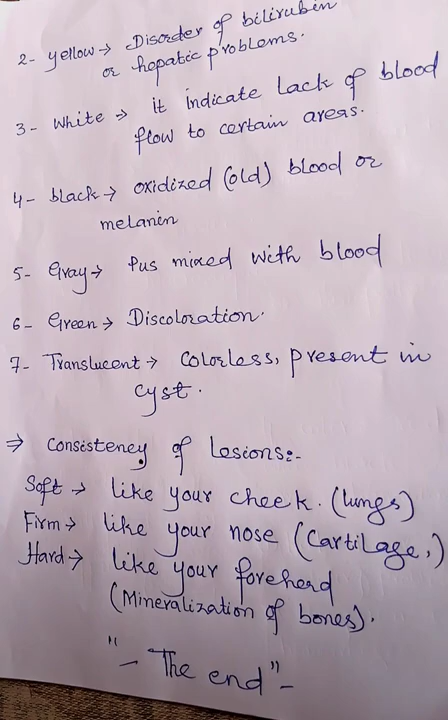 2- yellow → Disorder of bilirubin
or hepatic problems.
3- White → it indicate Lack of blood
flow to certain areas.
4- black → oxidized (old) blood or
melanin
5- Gray → Pus mixed with blood
6- Green → Discoloration.
7- Translucent → Colorless, present in
cyst.
⇒ Consistency of Lesions:-
Soft → like your cheek. (lungs)
Firm → like your nose (Cartilage,)
Hard → like your foreherd
(Mineralization of bones).
"- The end"-